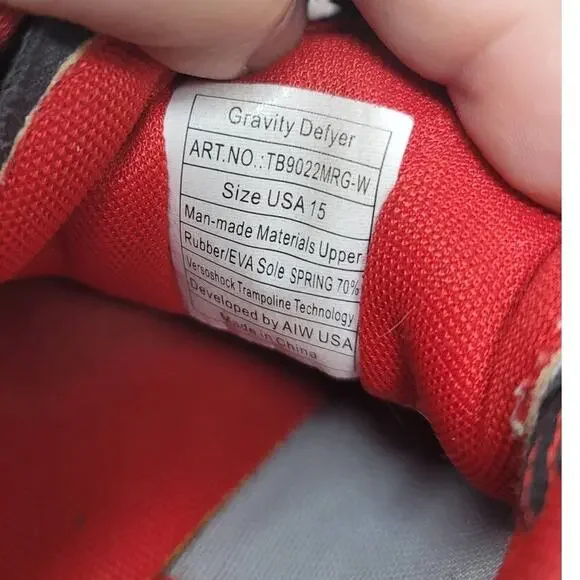 Gravity Defyer
ART.NO.:TB9022MRG-W
Size USA 15
Man-made Materials Upper
Rubber/EVA Sole SPRING 70%
Versoshock Trampoline Technology
Developed by AIW USA
Made in China